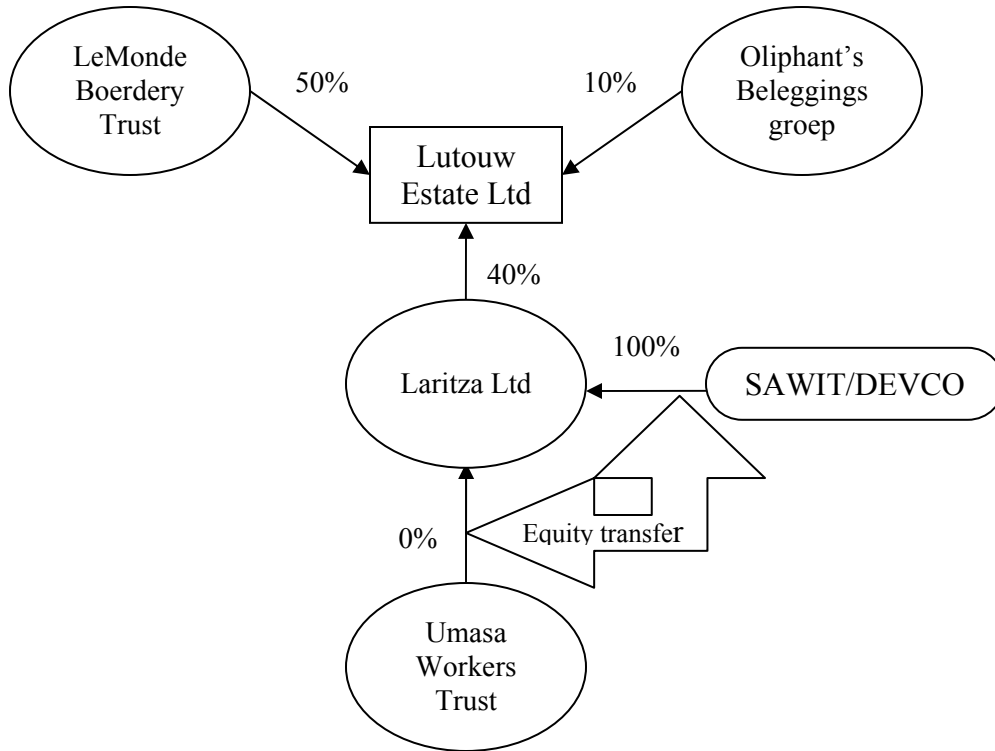 LeMonde
Boerdery
Trust
50%
10%
Oliphant's
Beleggings
groep
Lutouw
Estate Ltd
40%
Laritza Ltd
100%
SAWIT/DEVCO
0%
Equity transfer
Umasa
Workers
Trust